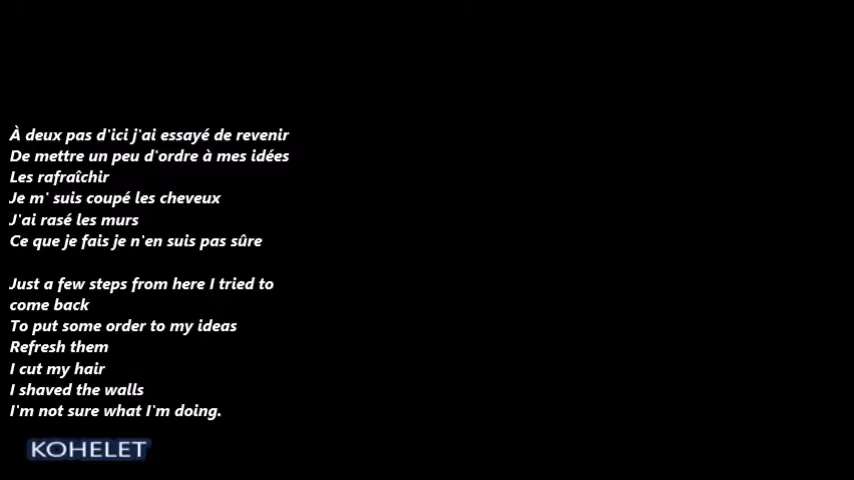 À deux pas d'ici j'ai essayé de revenir
De mettre un peu d'ordre à mes idées
Les rafraîchir
Je m' suis coupé les cheveux
J'ai rasé les murs
Ce que je fais je n'en suis pas sûre
Just a few steps from here I tried to
come back
To put some order to my ideas
Refresh them
I cut my hair
I shaved the walls
I'm not sure what I'm doing.
KOHELET